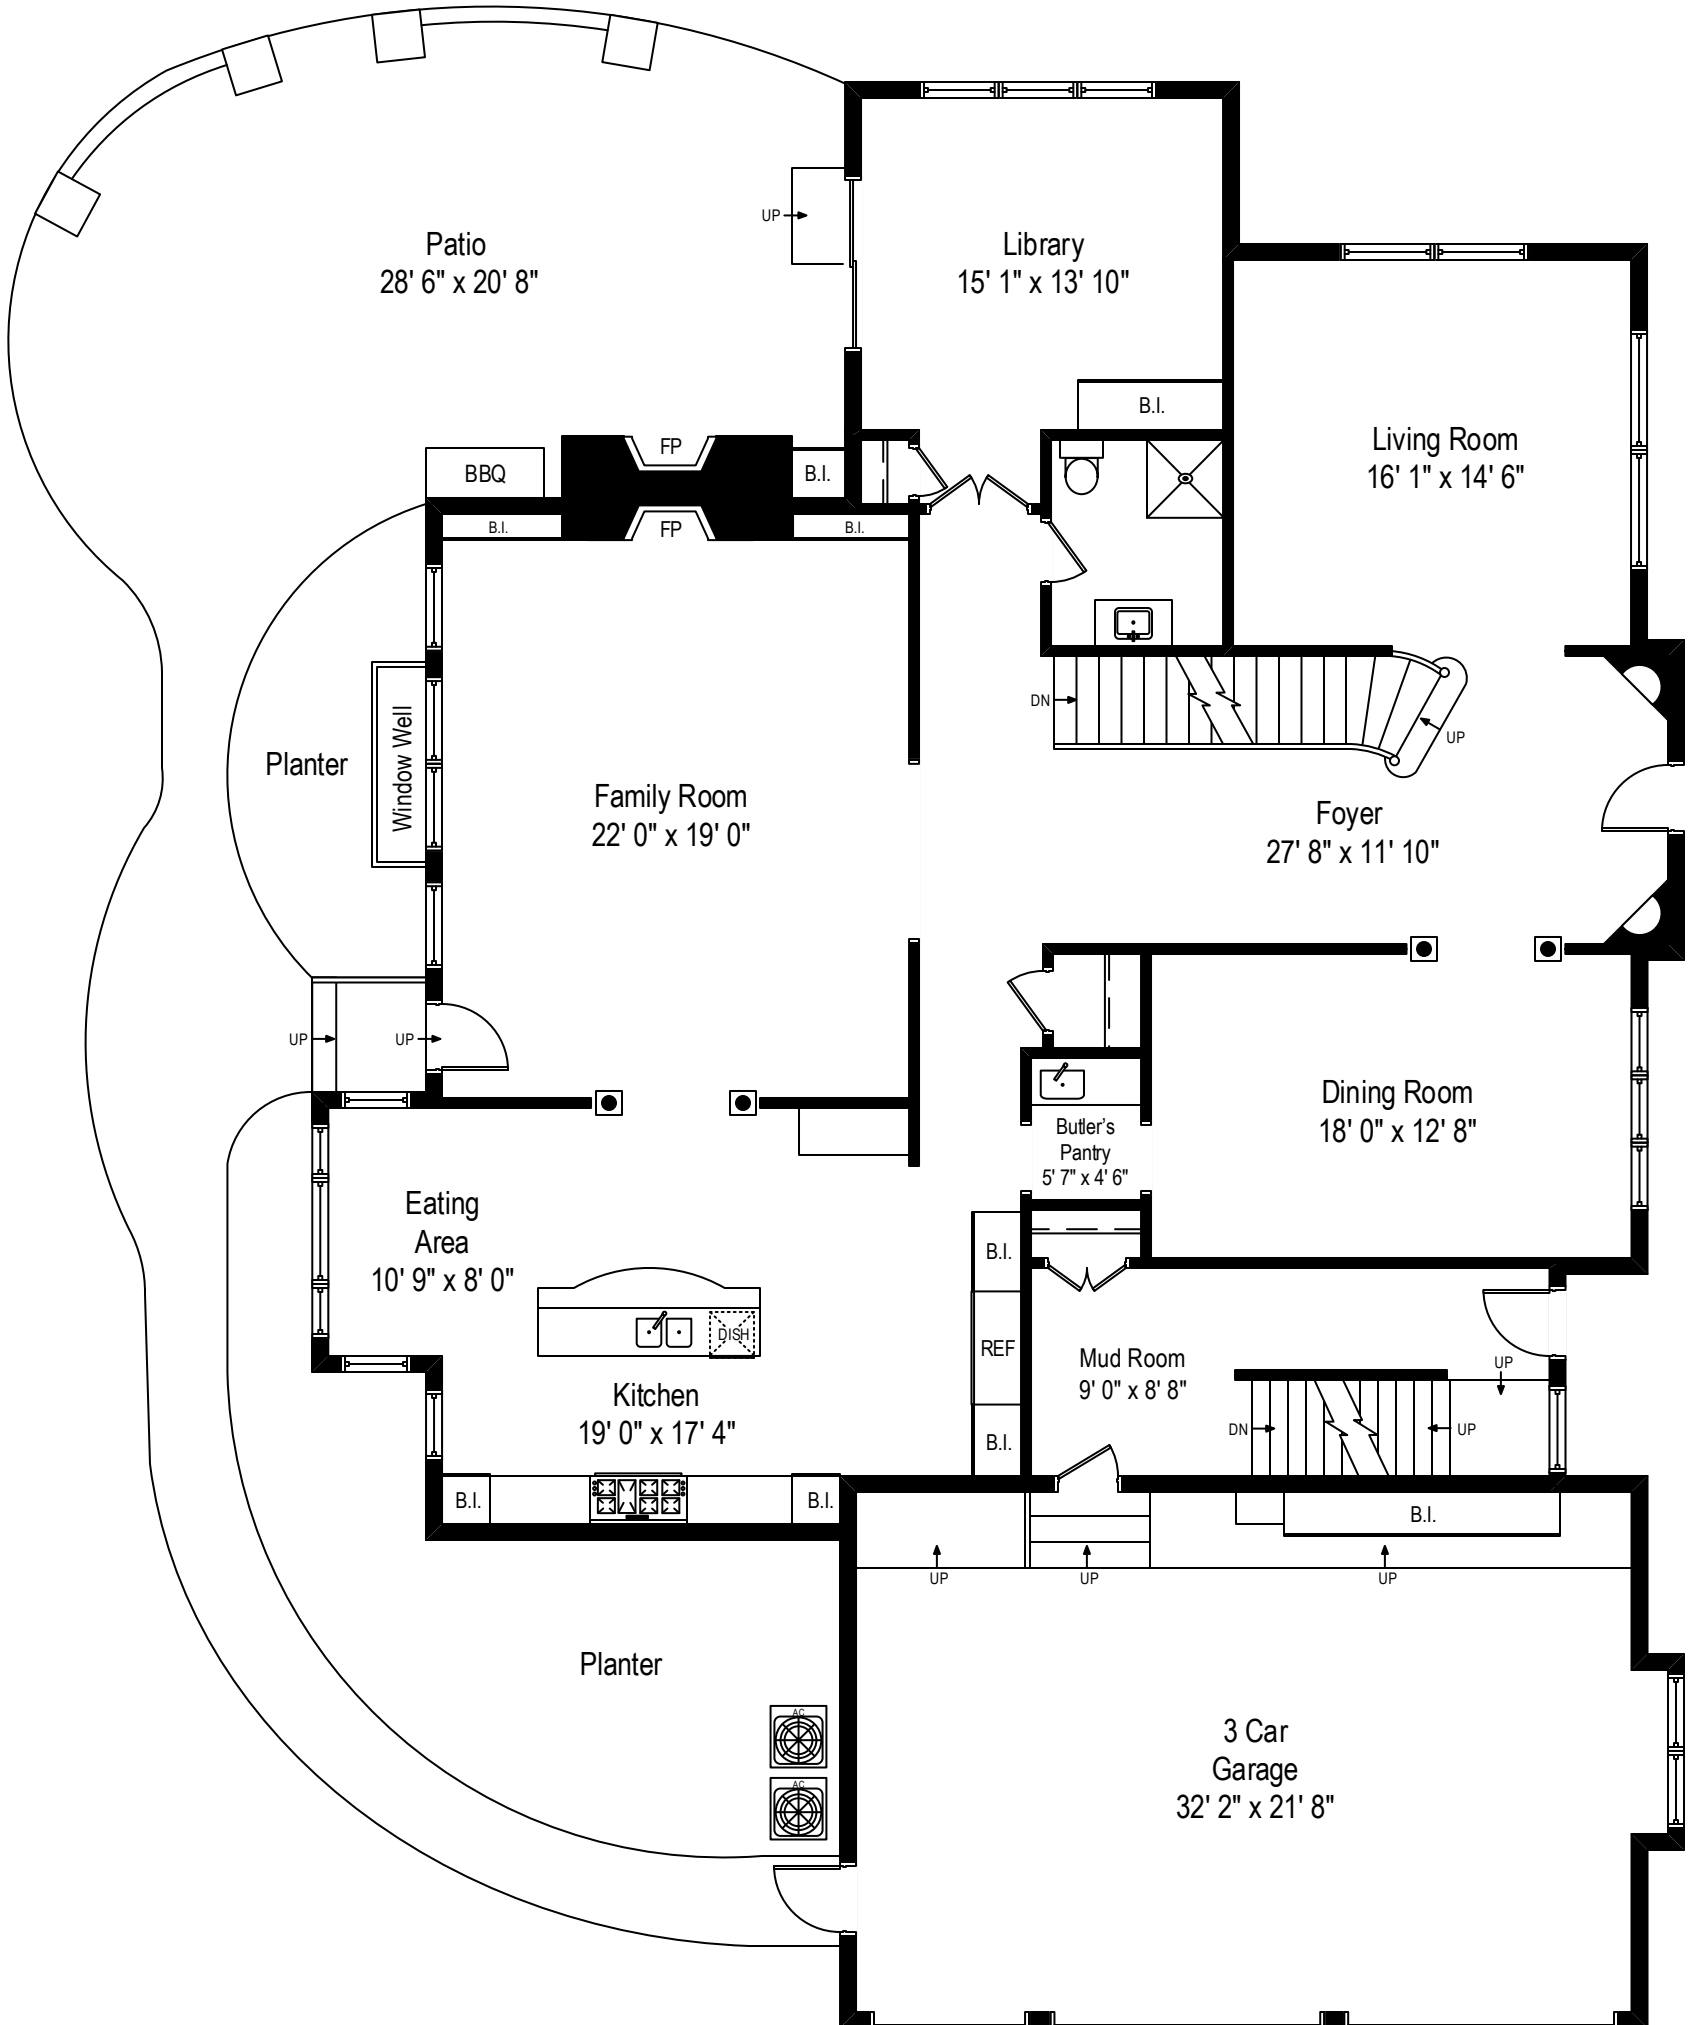 UP
Patio
28' 6" x 20' 8"
Library
15' 1" x 13' 10"
B.I.
Living Room
16' 1" x 14' 6"
FP
BBQ
B.I.
B.I.
FP
B.I.
DN
UP
Planter
Window Well
Family Room
22' 0" x 19' 0"
Foyer
27' 8" x 11' 10"
UP
UP
Dining Room
18' 0" x 12' 8"
Butler's
Pantry
5' 7" x 4' 6"
Eating
Area
10' 9" x 8' 0"
B.I.
DISH
REF
Mud Room
9' 0" x 8' 8"
UP
Kitchen
19' 0" x 17' 4"
B.I.
DN
UP
B.I.
B.I.
B.I.
UP
UP
UP
Planter
AC
AC
3 Car
Garage
32' 2" x 21' 8"